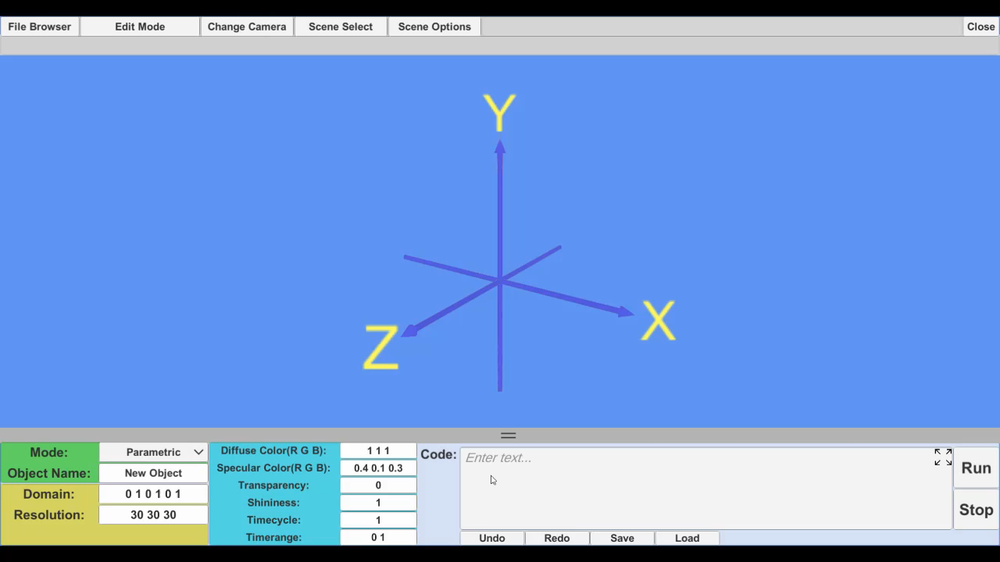 File Browser
Edit Mode
Change Camera
Scene Select
Scene Options
Close
Y
X
Z
Mode:
Parametric
Object Name:
New Object
Domain:
0 1 0 1 0 1
Resolution:
30 30 30
Diffuse Color(R G B):
1 1 1
Specular Color(R G B):
0.4 0.1 0.3
Transparency:
0
Shininess:
1
Timecycle:
1
Timerange:
0 1
Code:
Enter text...
Undo
Redo
Save
Load
Run
Stop